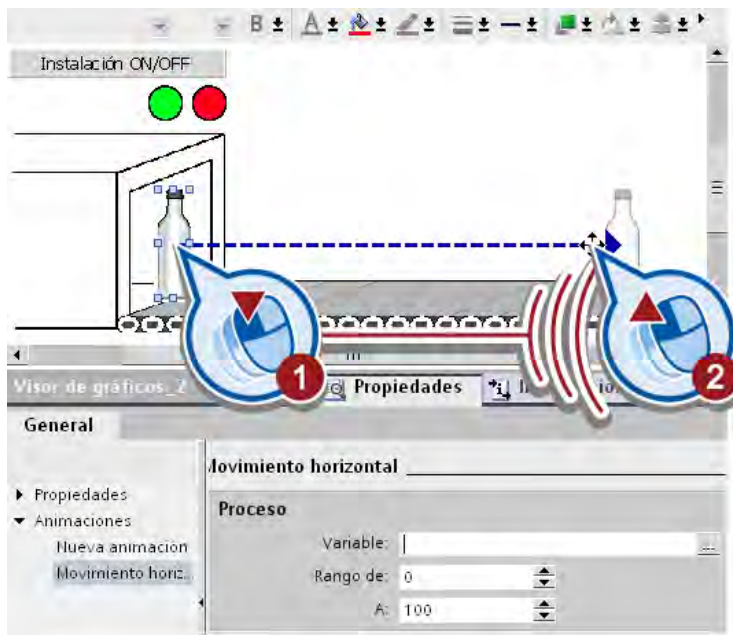 B A
Instalación ON/OFF
1
2
Visor de gráficos_2
Propiedades
General
Movimiento horizontal
Propiedades
Animaciones
Nueva animacion
Movimiento horiz...
Proceso
Variable:
...
Rango de: 0
A: 100